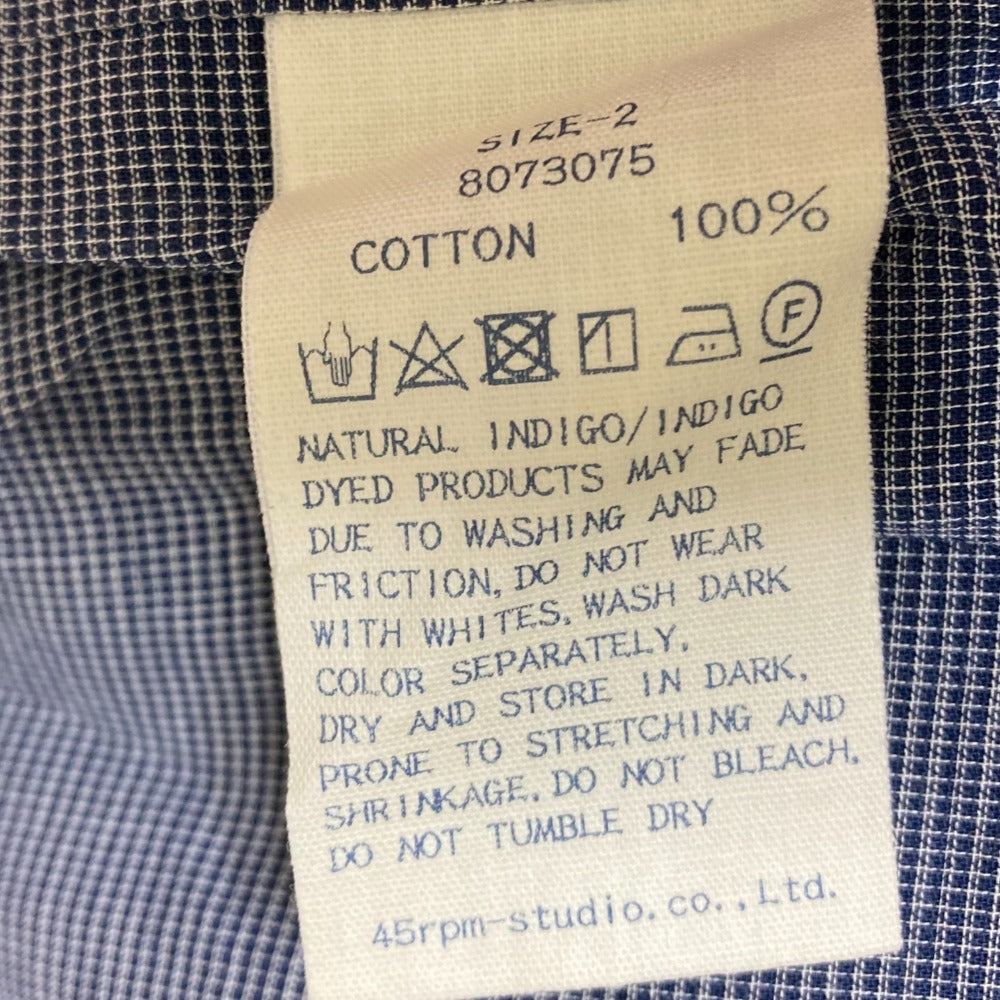 SIZE-2
8073075
COTTON 100%
F
NATURAL INDIGO/INDIGO
DYED PRODUCTS MAY FADE
DUE TO WASHING AND
FRICTION. DO NOT WEAR
WITH WHITES. WASH DARK
COLOR SEPARATELY.
DRY AND STORE IN DARK.
PRONE TO STRETCHING AND
SHRINKAGE. DO NOT BLEACH.
DO NOT TUMBLE DRY
45rpm-studio.co.,Ltd.